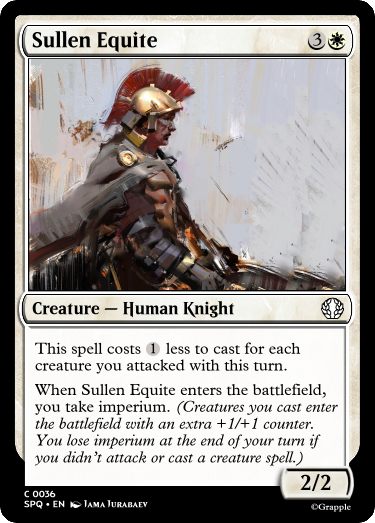 Sullen Equite 3
Creature — Human Knight
This spell costs 1 less to cast for each
creature you attacked with this turn.
When Sullen Equite enters the battlefield,
you take imperium. (Creatures you cast enter
the battlefield with an extra +1/+1 counter.
You lose imperium at the end of your turn if
you didn't attack or cast a creature spell.)
2/2
C 0036
SPQ • EN Jama Jurabaev
©Grapple